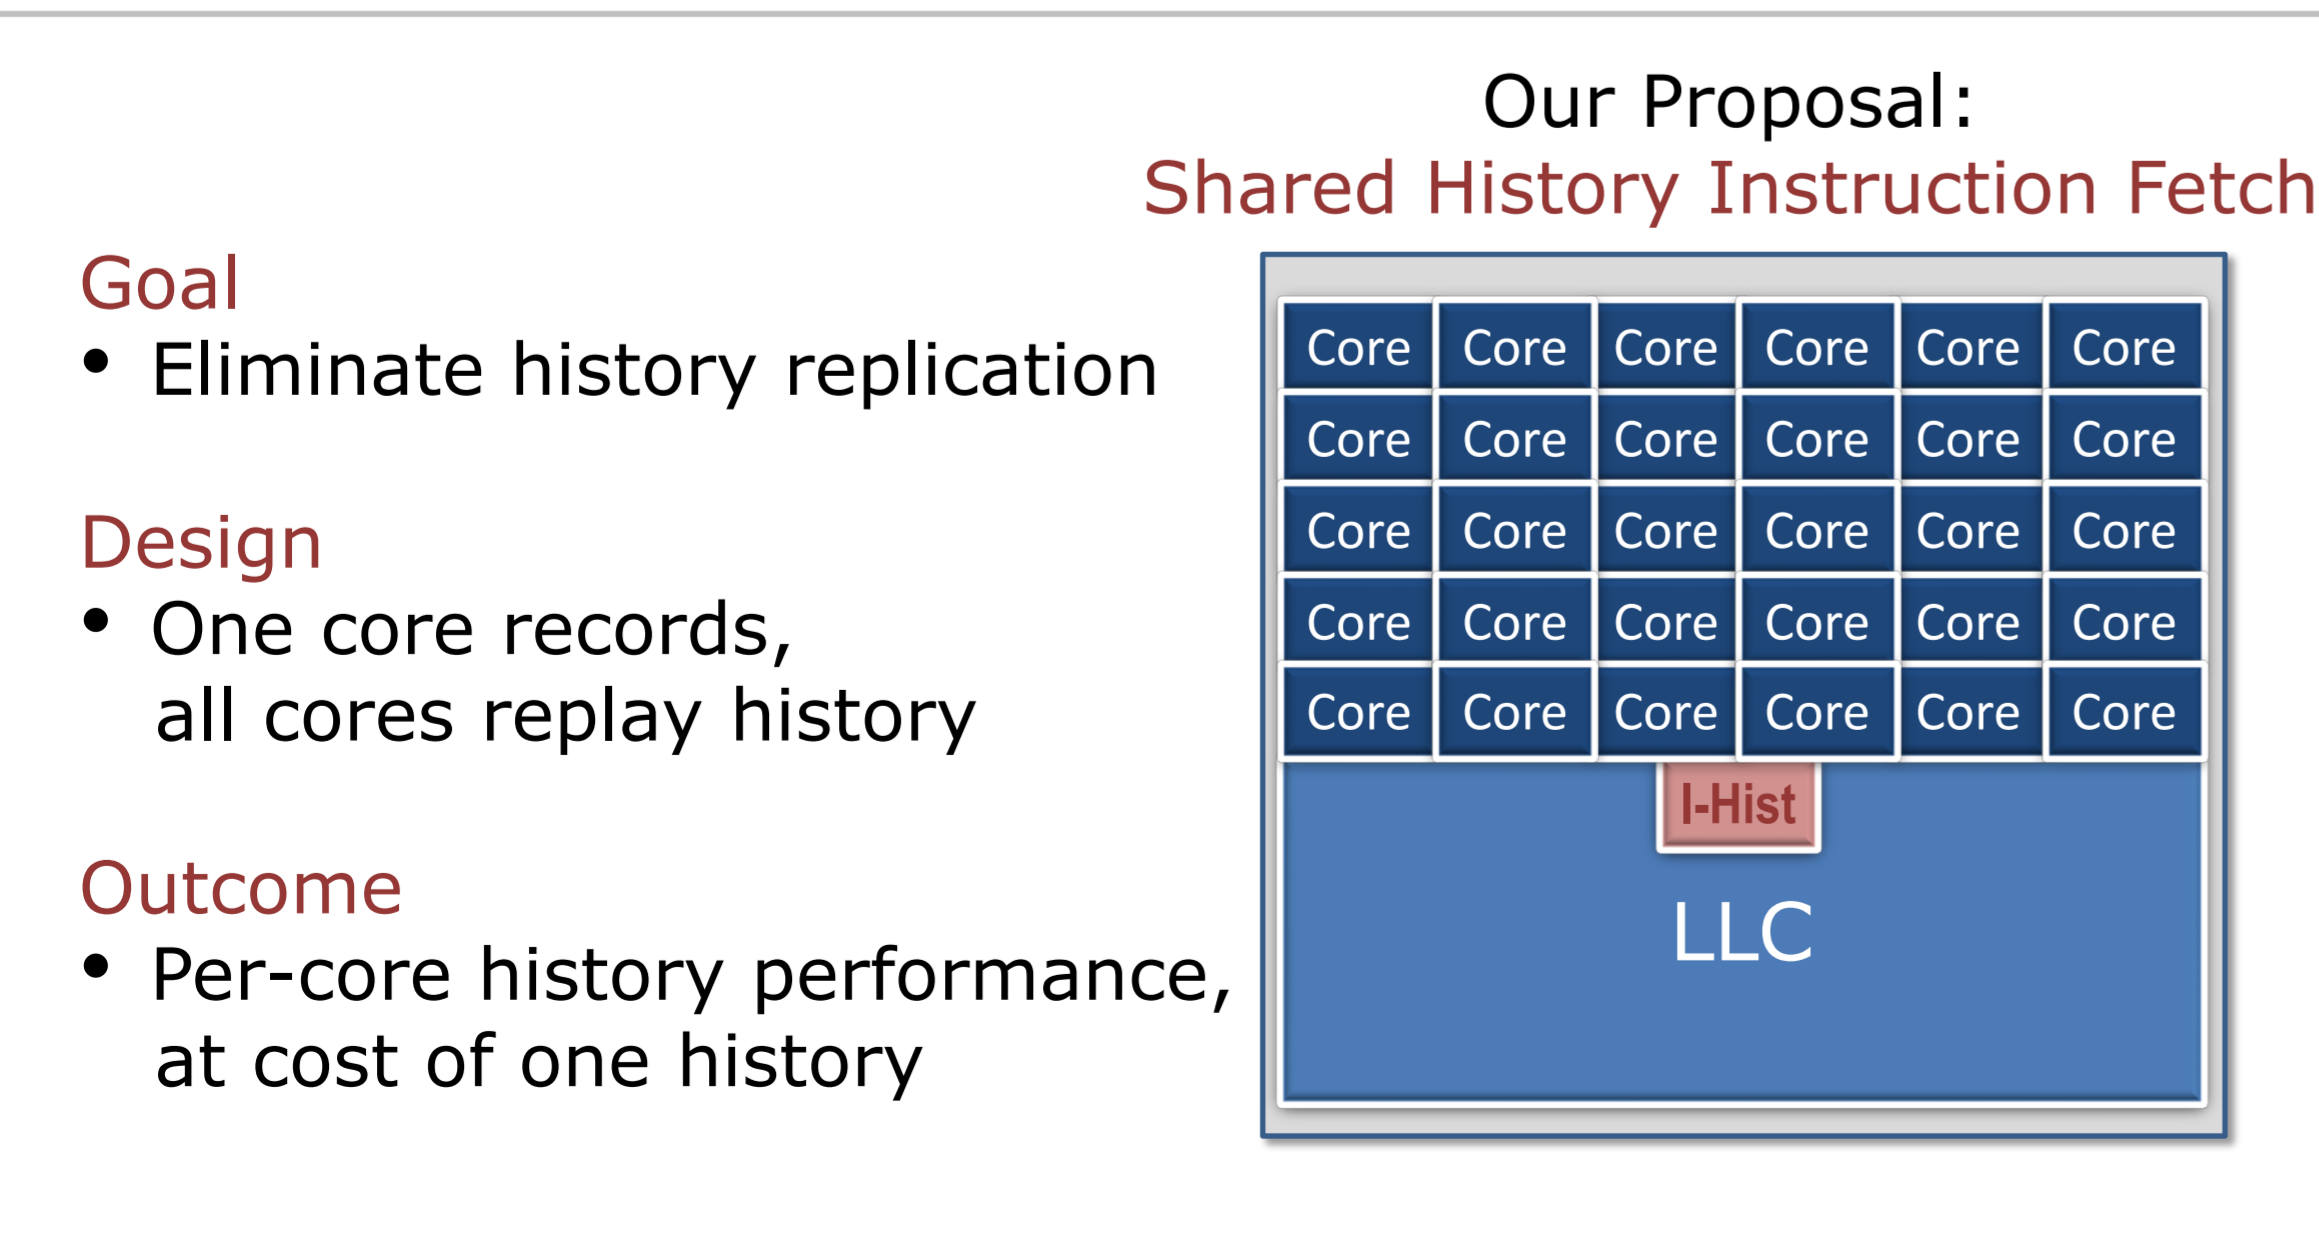 Our Proposal:
Shared History Instruction Fetch
Goal
• Eliminate history replication
Design
• One core records,
all cores replay history
Outcome
• Per-core history performance,
at cost of one history
Core Core Core Core Core Core
Core Core Core Core Core Core
Core Core Core Core Core Core
Core Core Core Core Core Core
Core Core Core Core Core Core
I-Hist
LLC